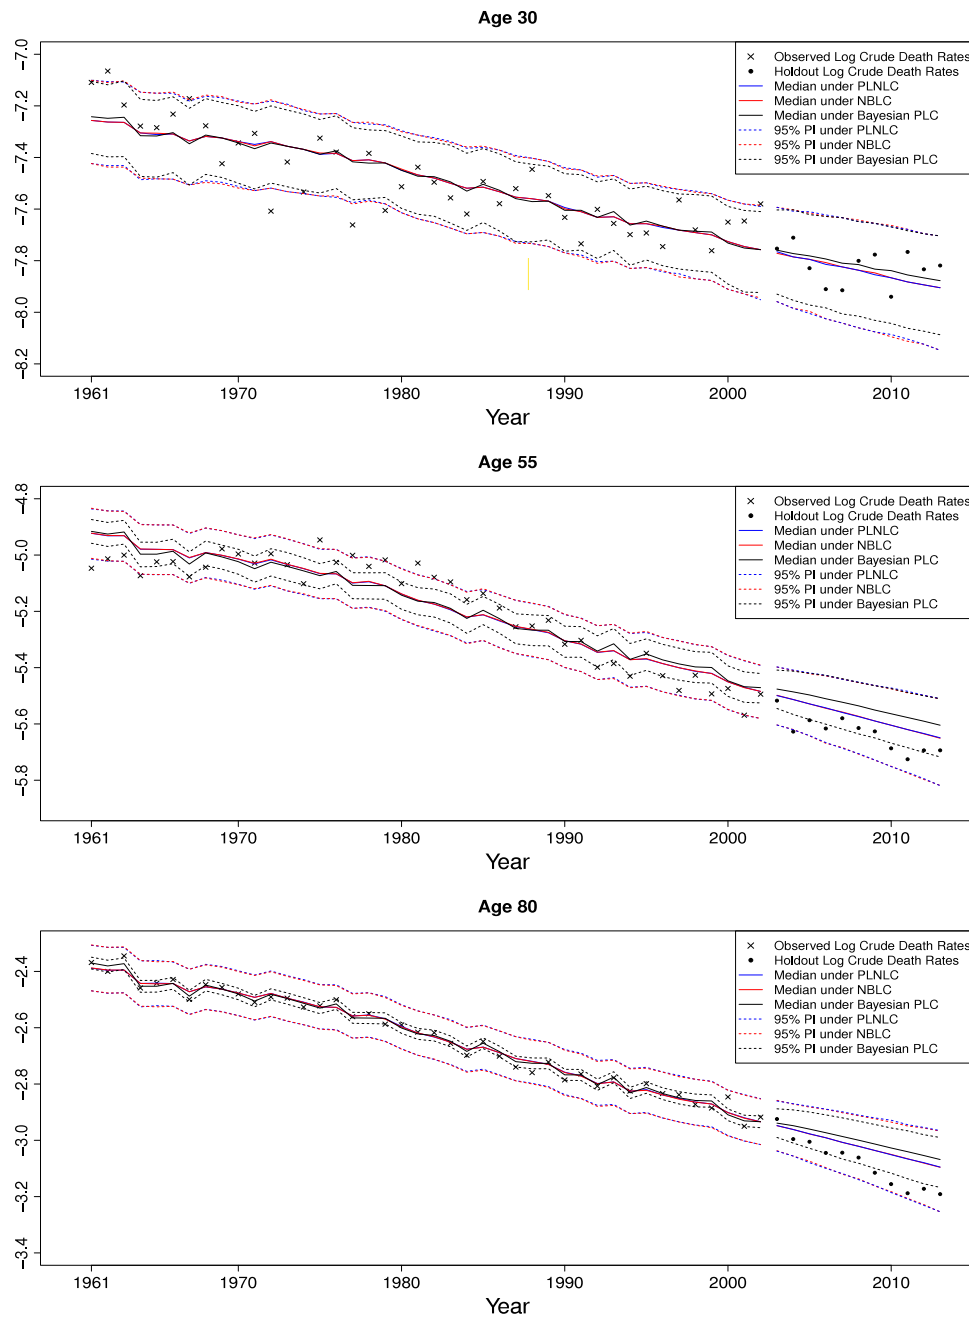 Age 30
−7.0
−7.2
−7.4
−7.6
−7.8
−8.0
−8.2
× Observed Log Crude Death Rates
• Holdout Log Crude Death Rates
Median under PLNLC
Median under NBLC
Median under Bayesian PLC
95% PI under PLNLC
95% PI under NBLC
95% PI under Bayesian PLC
1961 1970 1980 1990 2000 2010
Year
Age 55
−4.8
−5.0
−5.2
−5.4
−5.6
−5.8
× Observed Log Crude Death Rates
• Holdout Log Crude Death Rates
Median under PLNLC
Median under NBLC
Median under Bayesian PLC
95% PI under PLNLC
95% PI under NBLC
95% PI under Bayesian PLC
1961 1970 1980 1990 2000 2010
Year
Age 80
−2.4
−2.6
−2.8
−3.0
−3.2
−3.4
× Observed Log Crude Death Rates
• Holdout Log Crude Death Rates
Median under PLNLC
Median under NBLC
Median under Bayesian PLC
95% PI under PLNLC
95% PI under NBLC
95% PI under Bayesian PLC
1961 1970 1980 1990 2000 2010
Year